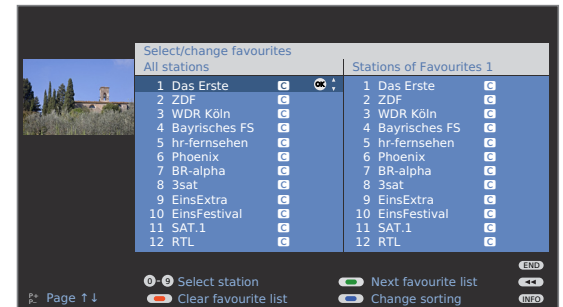 Select/change favourites
All stations
1 Das Erste C OK
2 ZDF C
3 WDR Köln C
4 Bayrisches FS C
5 hr-fernsehen C
6 Phoenix C
7 BR-alpha C
8 3sat C
9 EinsExtra C
10 EinsFestival C
11 SAT.1 C
12 RTL C
Stations of Favourites 1
1 Das Erste C
2 ZDF C
3 WDR Köln C
4 Bayrisches FS C
5 hr-fernsehen C
6 Phoenix C
7 BR-alpha C
8 3sat C
9 EinsExtra C
10 EinsFestival C
11 SAT.1 C
12 RTL C
END
0-9 Select station
Next favourite list
P+ P- Page ↑↓
Clear favourite list
Change sorting
INFO